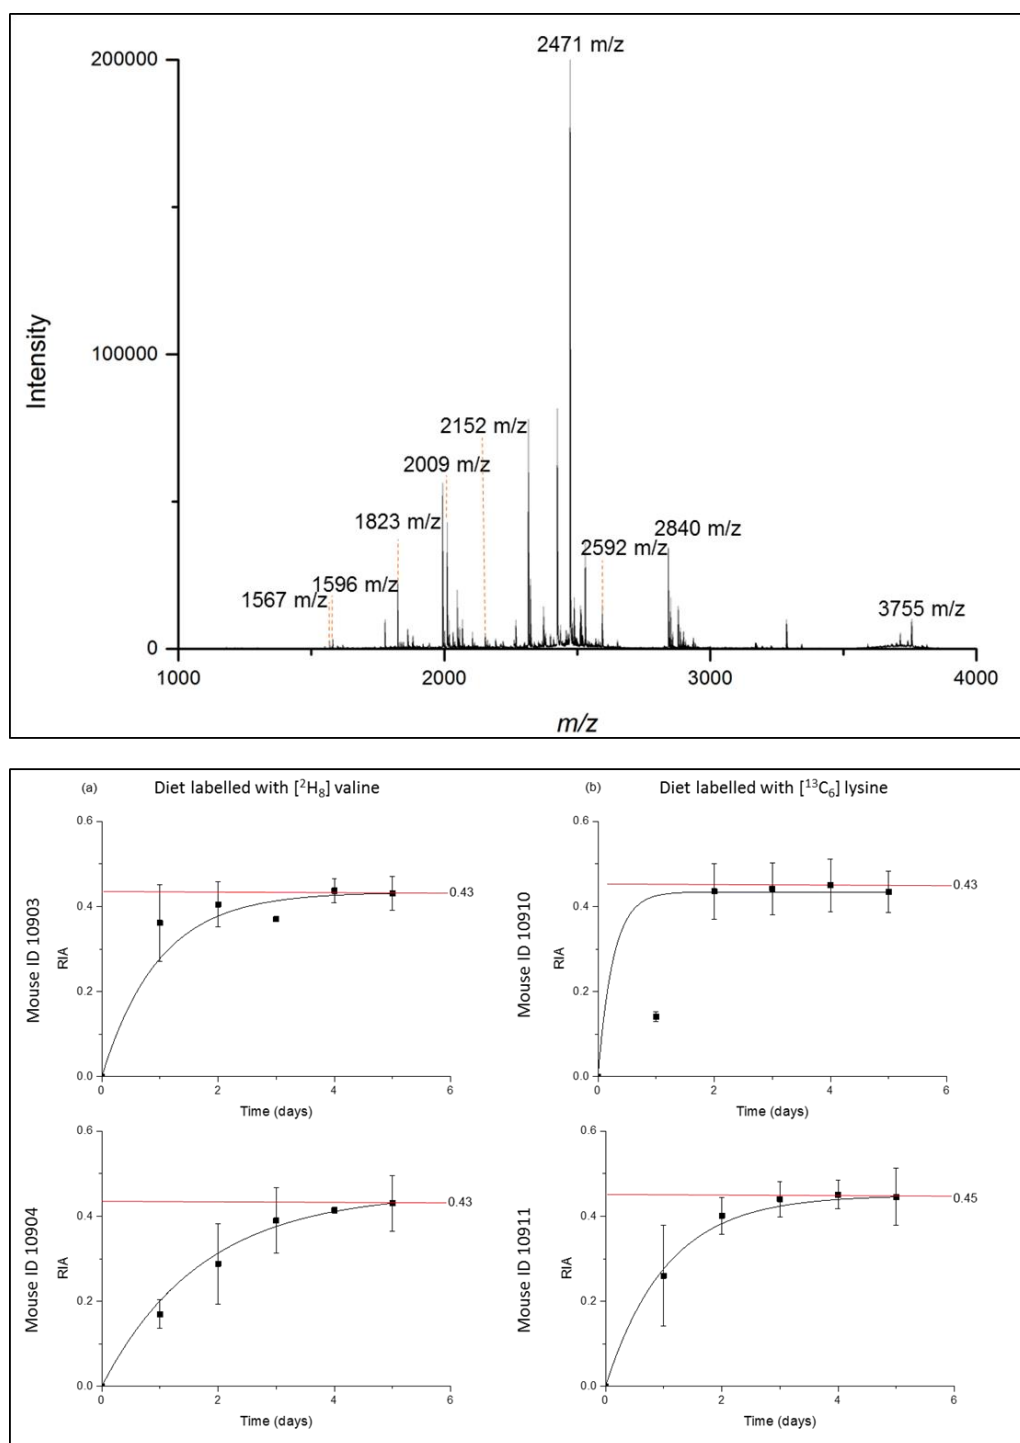 2471 m/z
200000
2152 m/z
2009 m/z
1823 m/z
1567 m/z
1596 m/z
2592 m/z
2840 m/z
3755 m/z
Intensity
100000
0
1000
2000
3000
4000
m/z
(a) Diet labelled with [²H₈] valine
(b) Diet labelled with [¹³C₆] lysine
Mouse ID 10903
RIA
0.6
0.4
0.2
0.0
0.43
0 2 4 6
Time (days)
Mouse ID 10910
RIA
0.6
0.4
0.2
0.0
0.43
0 2 4 6
Time (days)
Mouse ID 10904
RIA
0.6
0.4
0.2
0.0
0.43
0 2 4 6
Time (days)
Mouse ID 10911
RIA
0.6
0.4
0.2
0.0
0.45
0 2 4 6
Time (days)